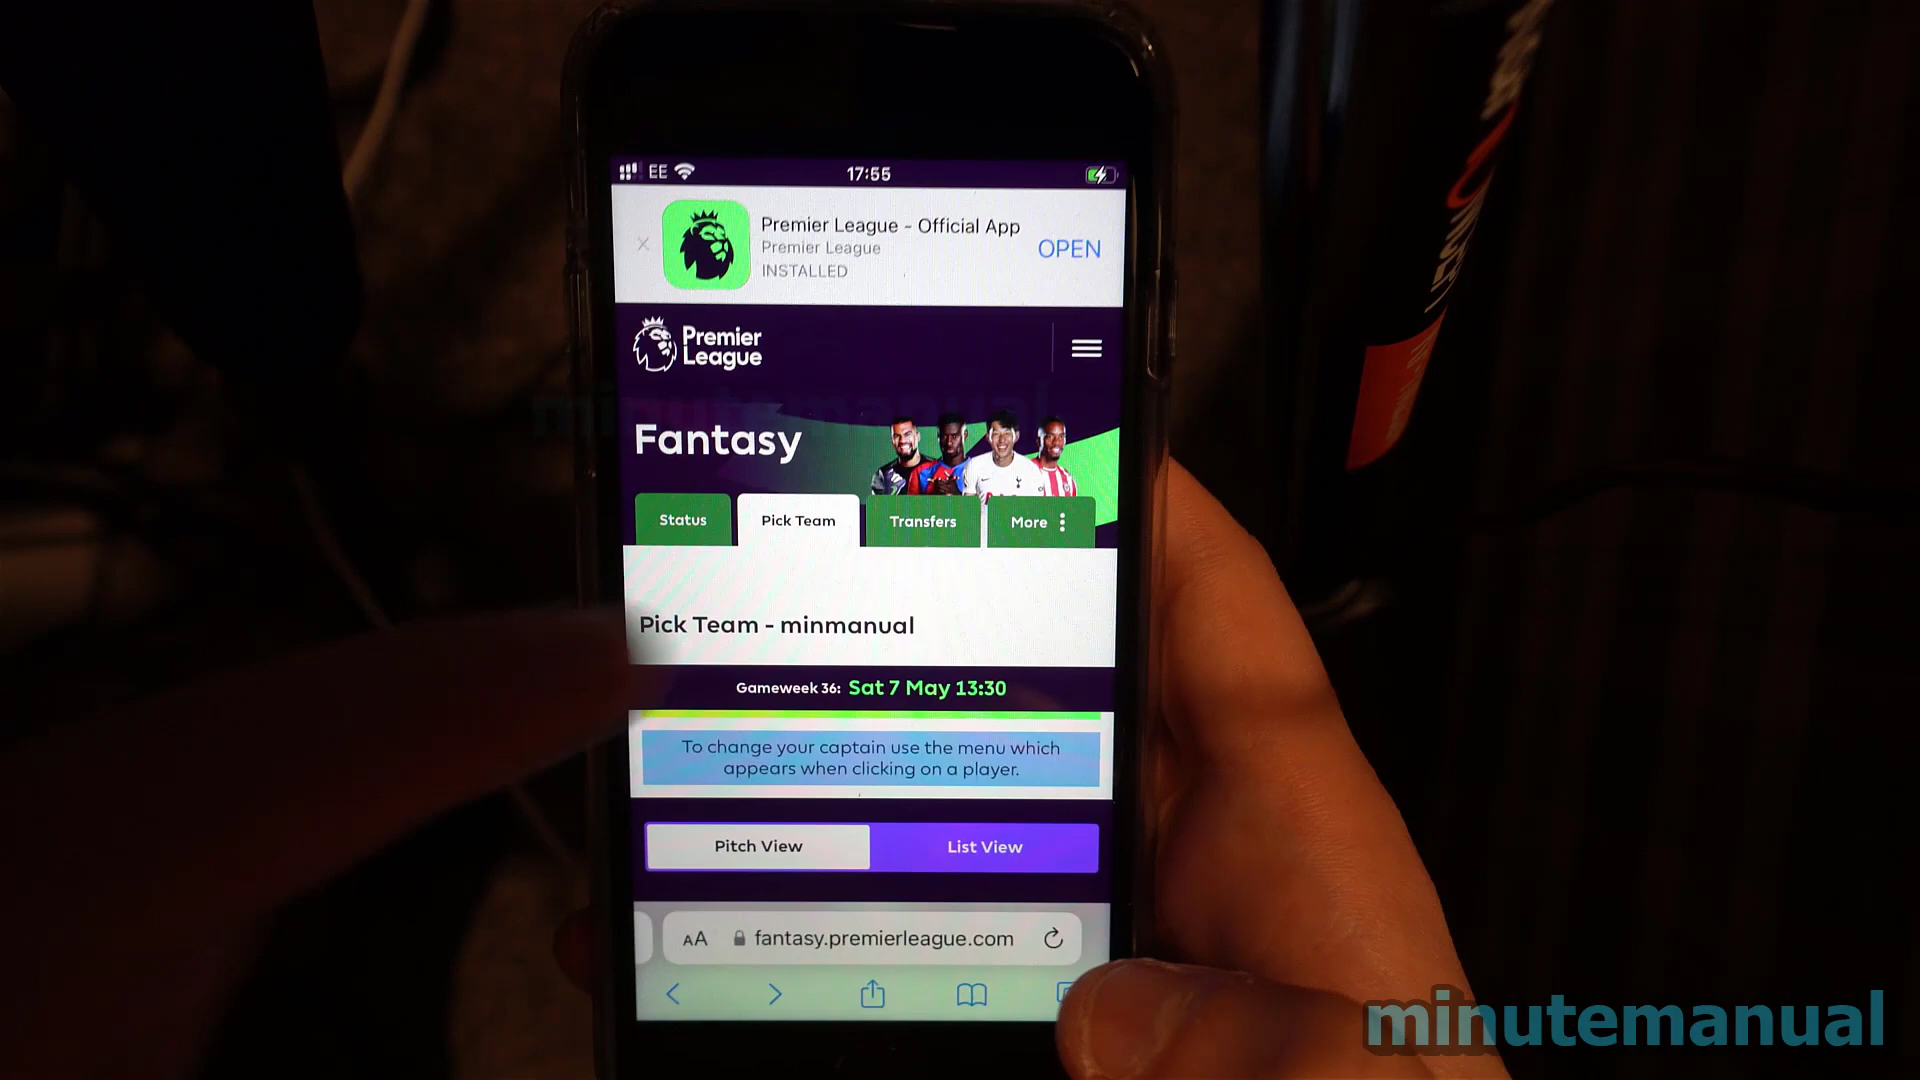 EE 17:55
Premier League - Official App
Premier League
INSTALLED
OPEN
Premier
League
minutemanual
Fantasy
Status
Pick Team
Transfers
More
Pick Team - minmanual
Gameweek 36: Sat 7 May 13:30
To change your captain use the menu which
appears when clicking on a player.
Pitch View
List View
AA fantasy.premierleague.com
minutemanual